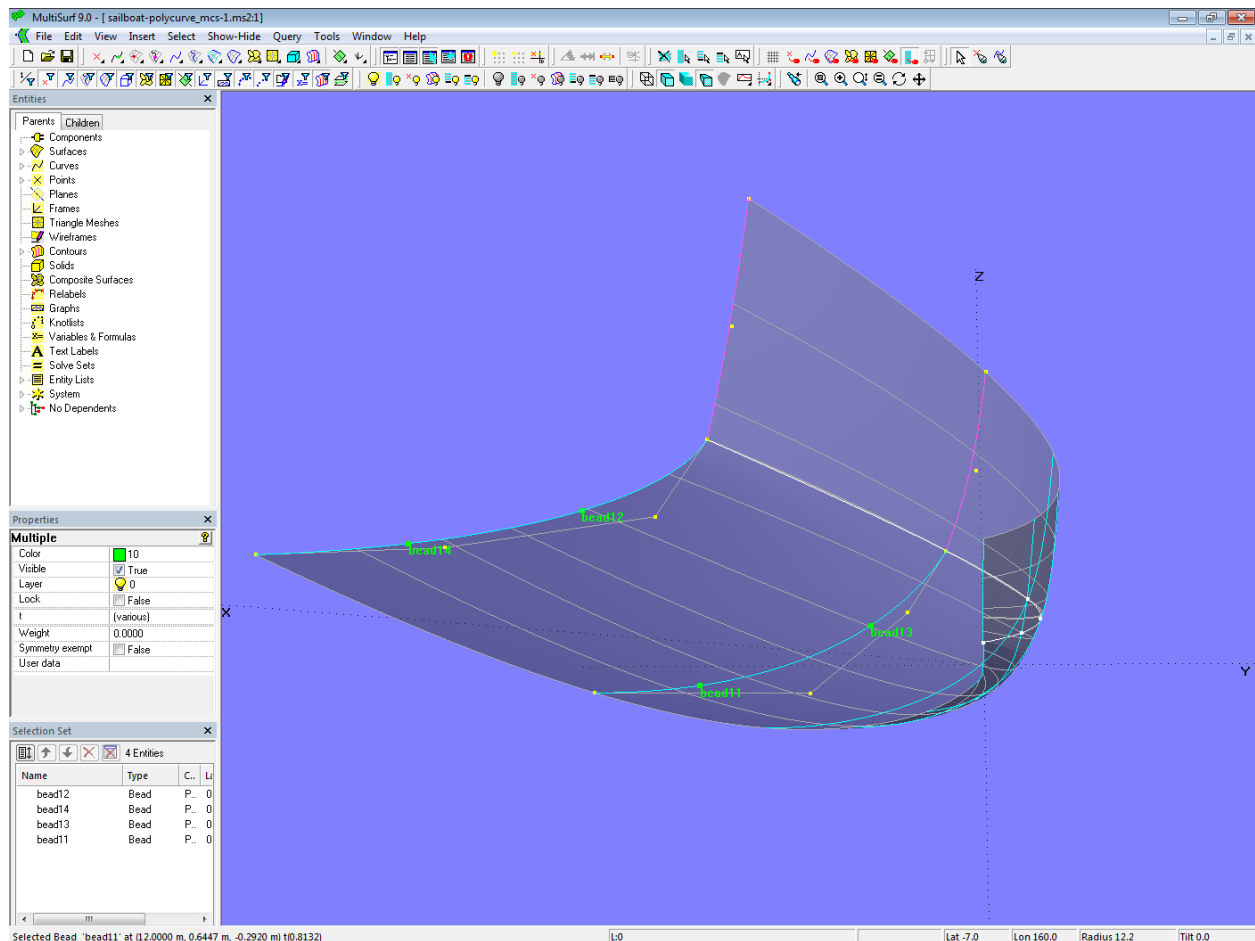 MultiSurf 9.0 - [ sailboat-polycurve_mcs-1.ms2:1]
File Edit View Insert Select Show-Hide Query Tools Window Help
Entities
Parents Children
Components
Surfaces
Curves
Points
Planes
Frames
Triangle Meshes
Wireframes
Contours
Solids
Composite Surfaces
Relabels
Graphs
Knotlists
Variables & Formulas
Text Labels
Solve Sets
Entity Lists
System
No Dependents
Properties
Multiple
Color 10
Visible True
Layer 0
Lock False
t (various)
Weight 0.0000
Symmetry exempt False
User data
Selection Set
4 Entities
Name Type C.. La
bead12 Bead P.. 0
bead14 Bead P.. 0
bead13 Bead P.. 0
bead11 Bead P.. 0
Z
bead12
bead14
X
bead13
Y
bead11
Selected Bead 'bead11' at (12.0000 m, 0.6447 m, -0.2920 m) t(0.8132) L:0 Lat -7.0 Lon 160.0 Radius 12.2 Tilt 0.0